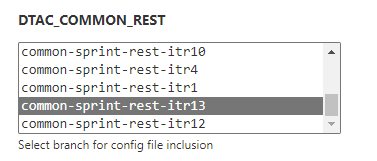 DTAC_COMMON_REST
common-sprint-rest-itr10
common-sprint-rest-itr4
common-sprint-rest-itr1
common-sprint-rest-itr13
common-sprint-rest-itr12
Select branch for config file inclusion